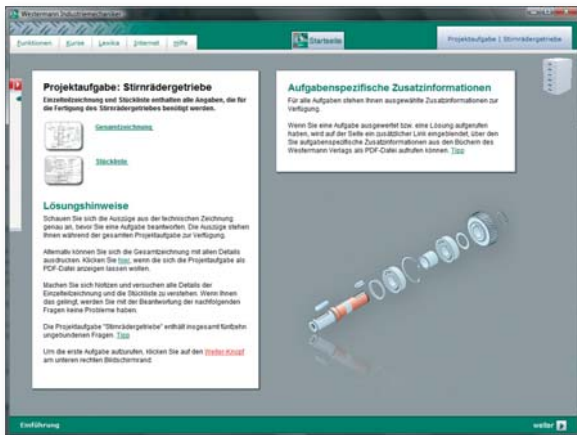 Westermann Industriemechaniker
Funktionen Kurse Lexika Internet Hilfe
Startseite
Projektaufgabe | Stirnrädergetriebe
Projektaufgabe: Stirnrädergetriebe
Einzelteilzeichnung und Stückliste enthalten alle Angaben, die für
die Fertigung des Stirnrädergetriebes benötigt werden.
Gesamtzeichnung
Stückliste
Lösungshinweise
Schauen Sie sich die Auszüge aus der technischen Zeichnung
genau an, bevor Sie eine Aufgabe beantworten. Die Auszüge stehen
Ihnen während der gesamten Projektaufgabe zur Verfügung.
Alternativ können Sie sich die Gesamtzeichnung mit allen Details
ausdrucken. Klicken Sie hier, wenn die sich die Projektaufgabe als
PDF-Datei anzeigen lassen wollen.
Machen Sie sich Notizen und versuchen alle Details der
Einzelteilzeichnung und die Stückliste zu verstehen. Wenn Ihnen
das gelingt, werden Sie mit der Beantwortung der nachfolgenden
Fragen keine Probleme haben.
Die Projektaufgabe "Stirnrädergetriebe" enthält insgesamt fünfzehn
ungebundenen Fragen. Tipp
Um die erste Aufgabe aufzurufen, klicken Sie auf den Weiter-Knopf
am unteren rechten Bildschirmrand.
Aufgabenspezifische Zusatzinformationen
Für alle Aufgaben stehen Ihnen ausgewählte Zusatzinformationen zur
Verfügung.
Wenn Sie eine Aufgabe ausgewertet bzw. eine Lösung aufgerufen
haben, wird auf der Seite ein zusätzlicher Link eingeblendet, über den
Sie aufgabenspezifische Zusatzinformationen aus den Büchern des
Westermann Verlags als PDF-Datei aufrufen können. Tipp
Einführung
weiter